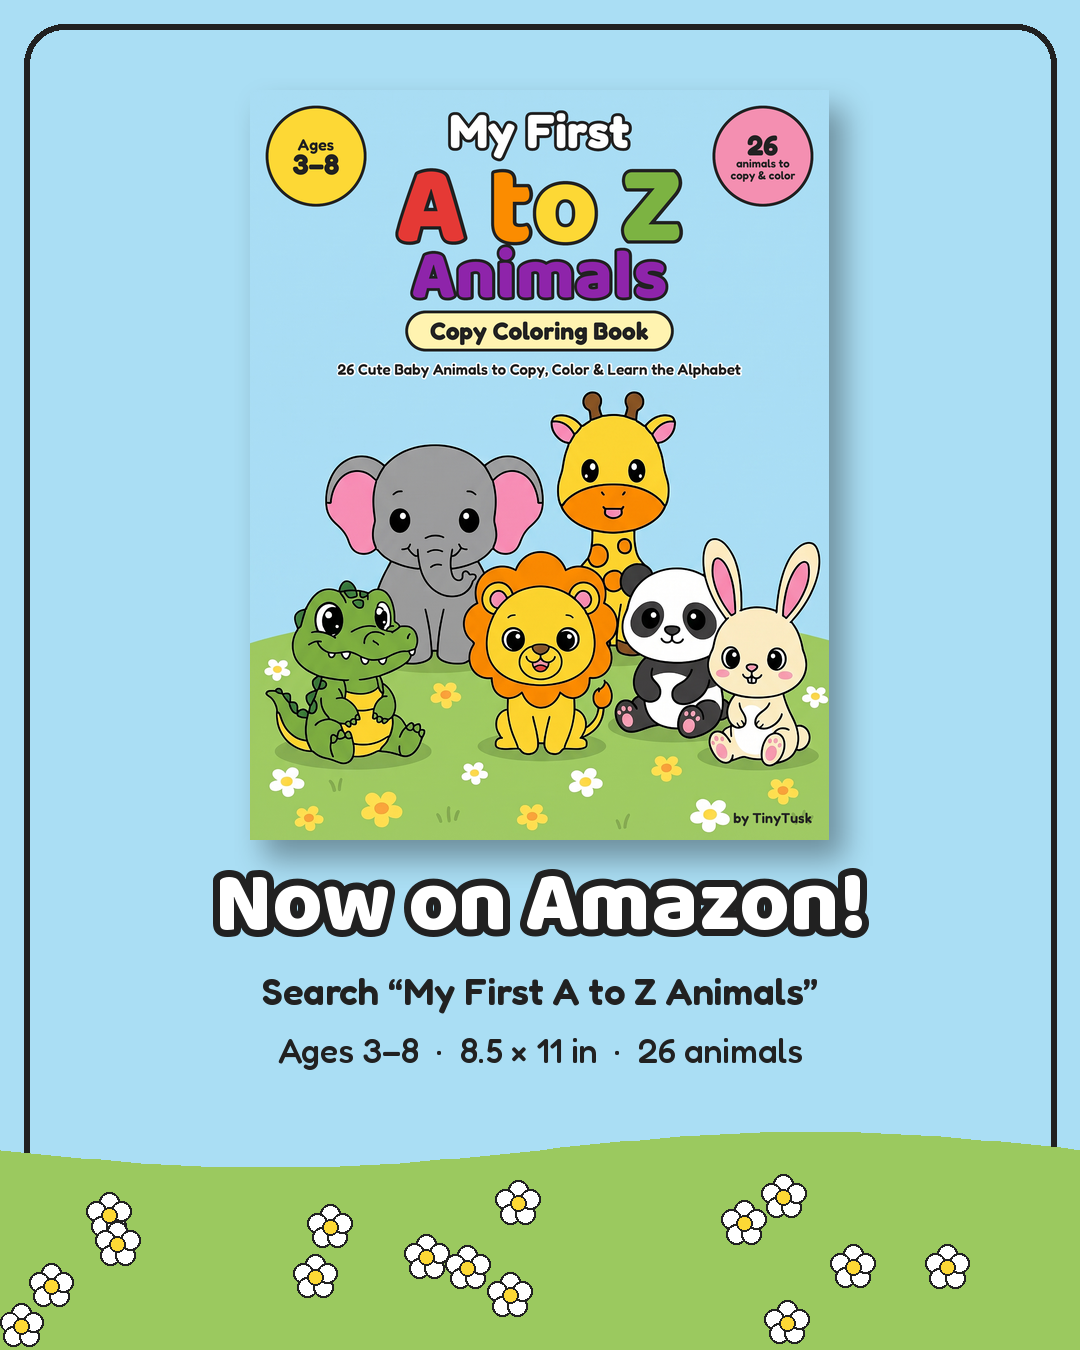 Ages
3–8
My First
26
animals to
copy & color
A to Z
Animals
Copy Coloring Book
26 Cute Baby Animals to Copy, Color & Learn the Alphabet
by TinyTusk
Now on Amazon!
Search “My First A to Z Animals”
Ages 3–8 · 8.5 × 11 in · 26 animals